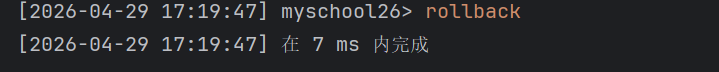 [2026-04-29 17:19:47] myschool26> rollback
[2026-04-29 17:19:47] 在 7 ms 内完成